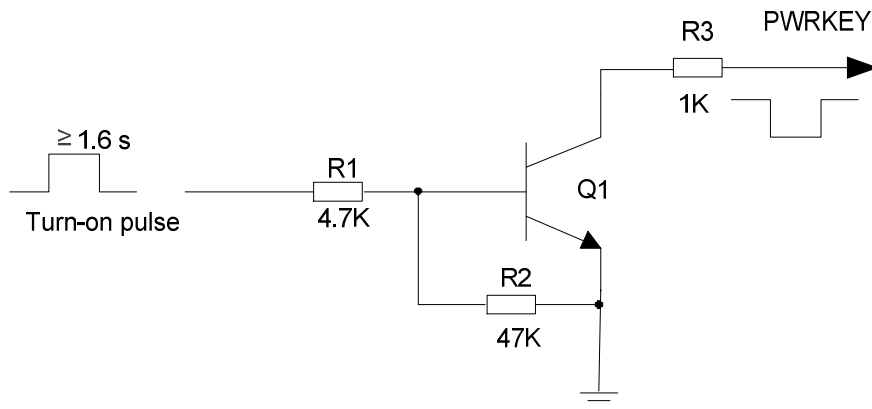 PWRKEY
R3
1K
≥ 1.6 s
R1
Q1
4.7K
Turn-on pulse
R2
47K